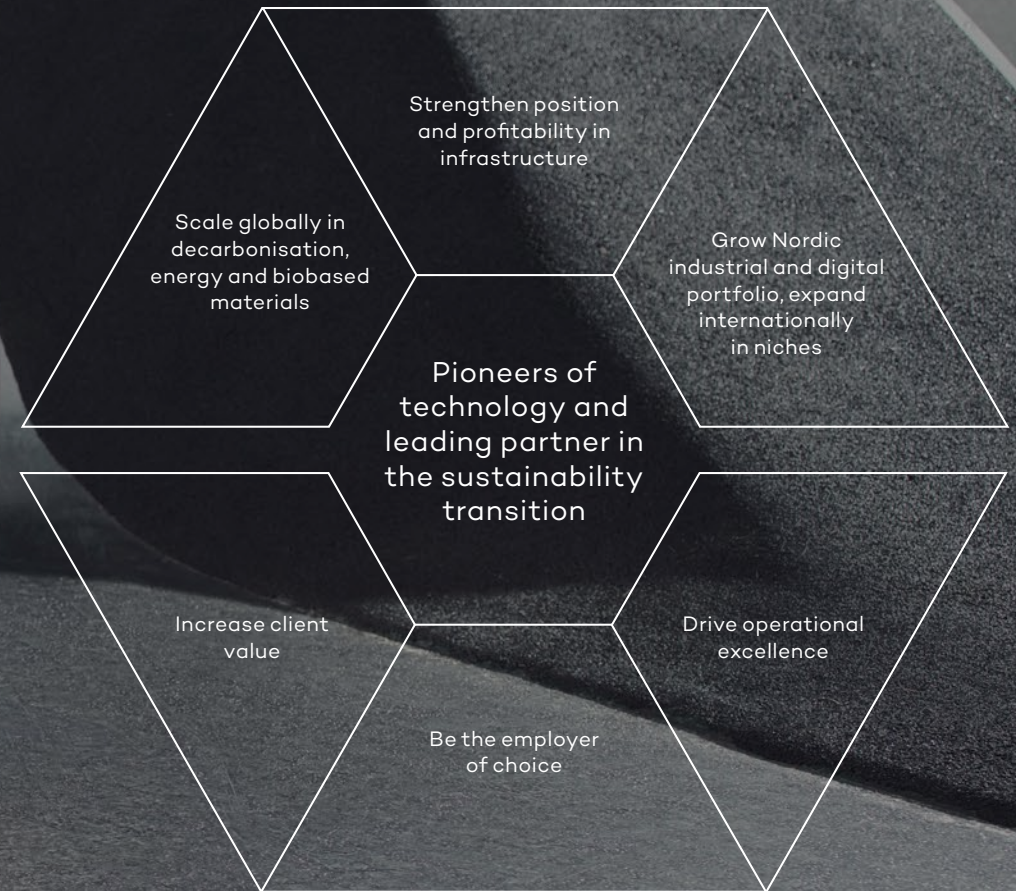 Strengthen position
and profitability in
infrastructure
Scale globally in
decarbonisation,
energy and biobased
materials
Grow Nordic
industrial and digital
portfolio, expand
internationally
in niches
Pioneers of
technology and
leading partner in
the sustainability
transition
Increase client
value
Drive operational
excellence
Be the employer
of choice